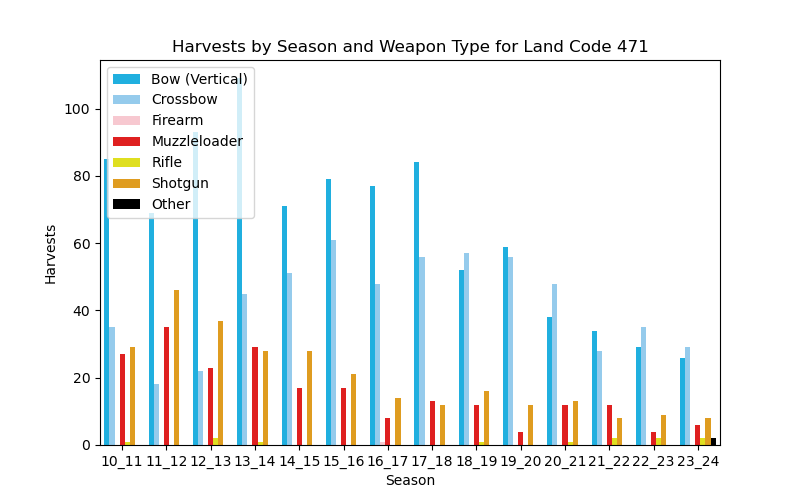 Harvests by Season and Weapon Type for Land Code 471
Bow (Vertical)
Crossbow
Firearm
Muzzleloader
Rifle
Shotgun
Other
100
80
60
40
20
0
Harvests
10_11 11_12 12_13 13_14 14_15 15_16 16_17 17_18 18_19 19_20 20_21 21_22 22_23 23_24
Season